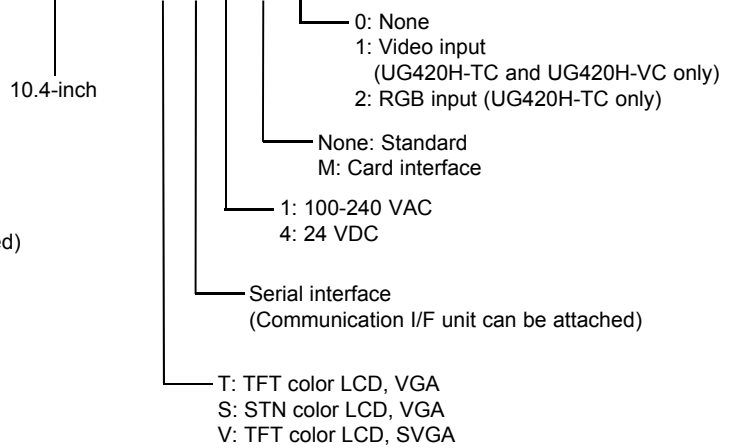 0: None
1: Video input
(UG420H-TC and UG420H-VC only)
2: RGB input (UG420H-TC only)
10.4-inch
None: Standard
M: Card interface
1: 100-240 VAC
4: 24 VDC
d)
Serial interface
(Communication I/F unit can be attached)
T: TFT color LCD, VGA
S: STN color LCD, VGA
V: TFT color LCD, SVGA